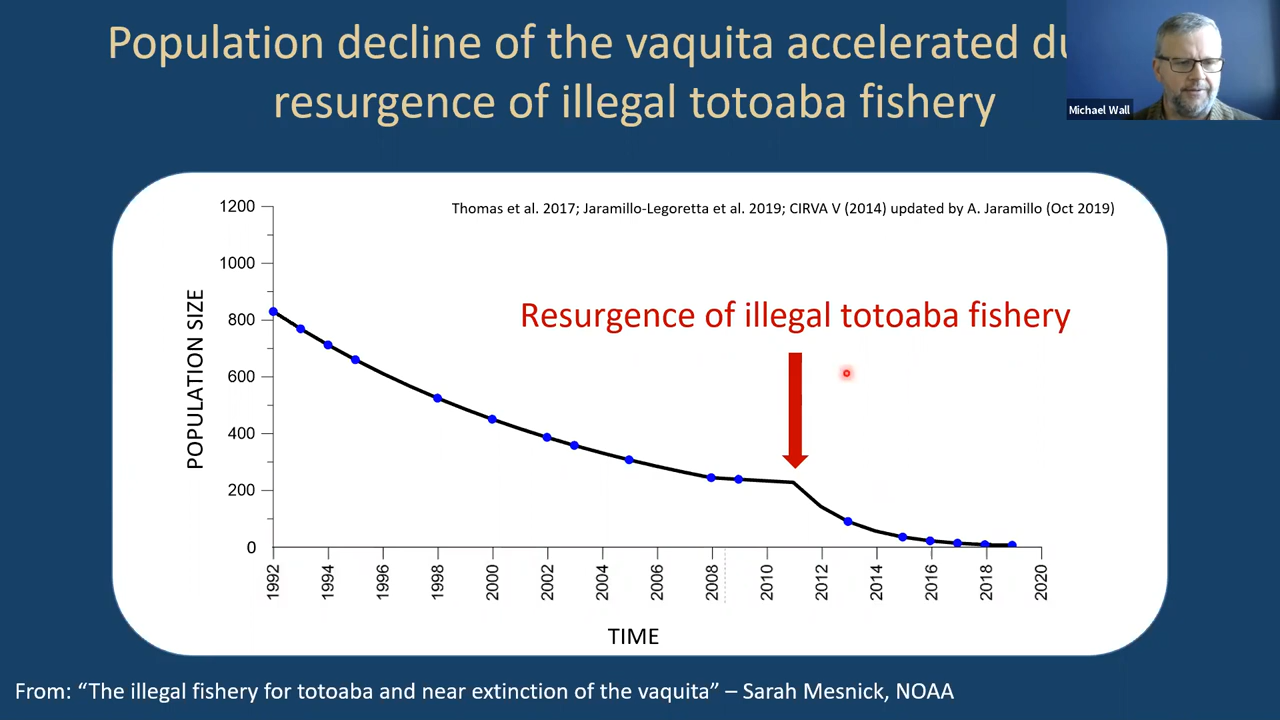 Population decline of the vaquita accelerated
resurgence of illegal totoaba fishery
Michael Wall
Thomas et al. 2017; Jaramillo-Legoretta et al. 2019; CIRVA V (2014) updated by A. Jaramillo (Oct 2019)
Resurgence of illegal totoaba fishery
POPULATION SIZE
1200
1000
800
600
400
200
0
1992 1994 1996 1998 2000 2002 2004 2006 2008 2010 2012 2014 2016 2018 2020
TIME
From: “The illegal fishery for totoaba and near extinction of the vaquita” – Sarah Mesnick, NOAA